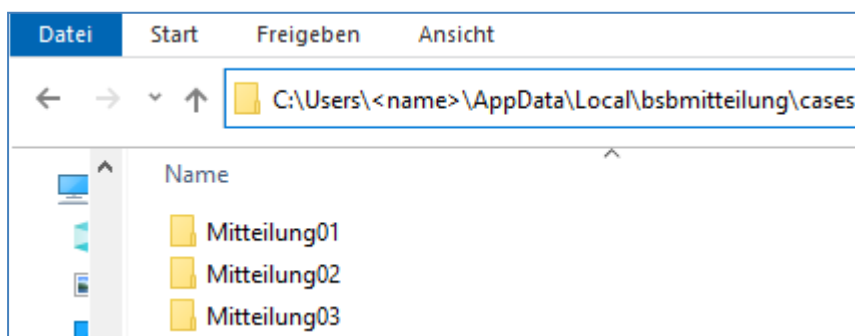 Datei Start Freigeben Ansicht
C:\Users\<name>\AppData\Local\bsbmitteilung\cases
Name
Mitteilung01
Mitteilung02
Mitteilung03